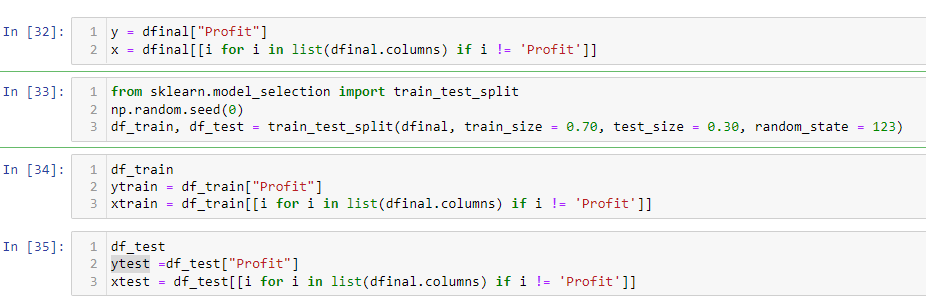 In [32]:
1 y = dfinal["Profit"]
2 x = dfinal[[i for i in list(dfinal.columns) if i != 'Profit']]
In [33]:
1 from sklearn.model_selection import train_test_split
2 np.random.seed(0)
3 df_train, df_test = train_test_split(dfinal, train_size = 0.70, test_size = 0.30, random_state = 123)
In [34]:
1 df_train
2 ytrain = df_train["Profit"]
3 xtrain = df_train[[i for i in list(dfinal.columns) if i != 'Profit']]
In [35]:
1 df_test
2 ytest =df_test["Profit"]
3 xtest = df_test[[i for i in list(dfinal.columns) if i != 'Profit']]